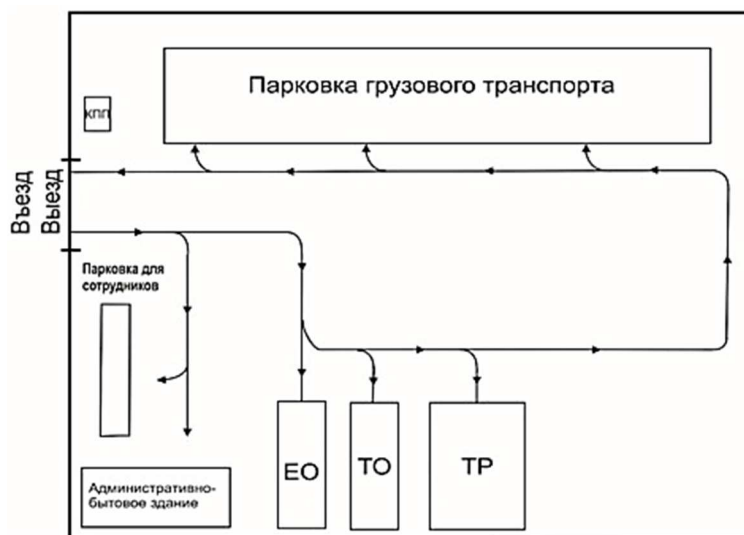 Парковка грузового транспорта
КПП
Въезд
Выезд
Парковка для
сотрудников
ЕО
ТО
ТР
Административно-
бытовое здание